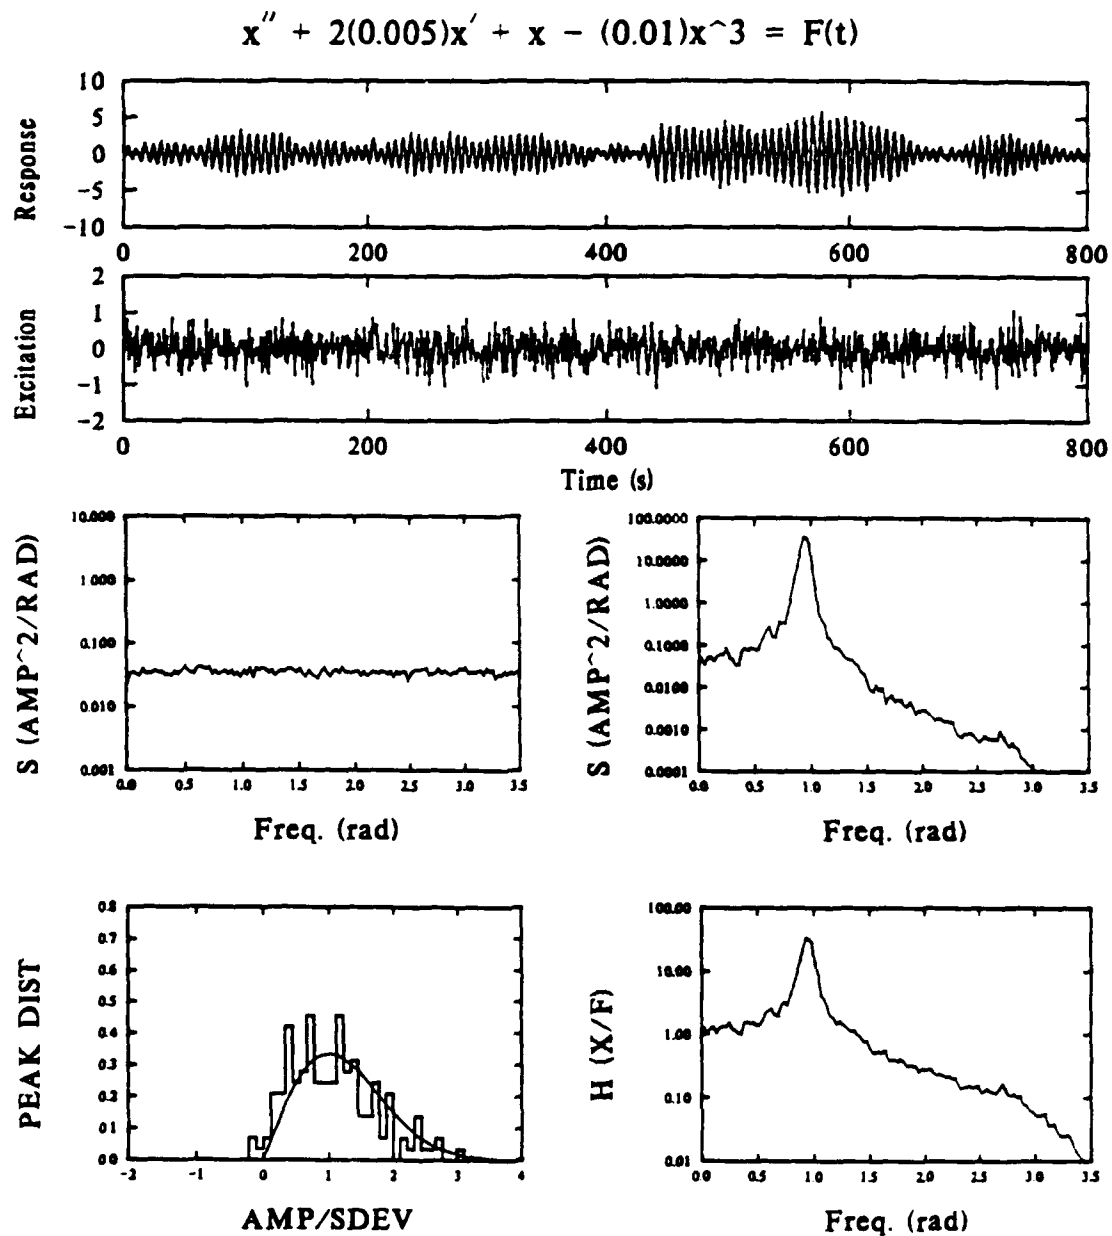 x″ + 2(0.005)x′ + x - (0.01)x^3 = F(t)
Response
10
5
0
-5
-10
0 200 400 600 800
Excitation
2
1
0
-1
-2
0 200 400 600 800
Time (s)
S (AMP^2/RAD)
10.000
1.000
0.100
0.010
0.001
0.0 0.5 1.0 1.5 2.0 2.5 3.0 3.5
Freq. (rad)
S (AMP^2/RAD)
100.0000
10.0000
1.0000
0.1000
0.0100
0.0010
0.0001
0.0 0.5 1.0 1.5 2.0 2.5 3.0 3.5
Freq. (rad)
PEAK DIST
0.8
0.7
0.6
0.5
0.4
0.3
0.2
0.1
0.0
-2 -1 0 1 2 3 4
AMP/SDEV
H (X/F)
100.00
10.00
1.00
0.10
0.01
0.0 0.5 1.0 1.5 2.0 2.5 3.0 3.5
Freq. (rad)